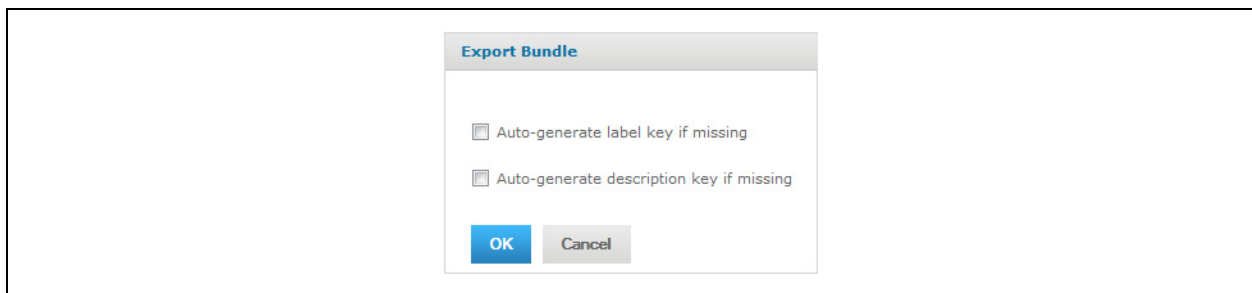 Export Bundle
Auto-generate label key if missing
Auto-generate description key if missing
OK Cancel